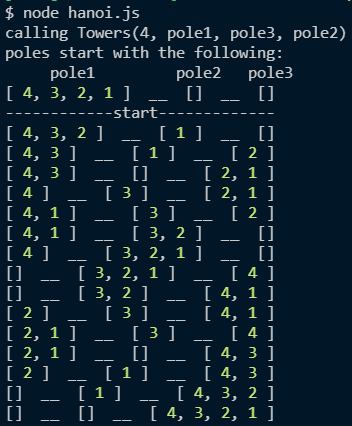 $ node hanoi.js
calling Towers(4, pole1, pole3, pole2)
poles start with the following:
     pole1          pole2   pole3
[ 4, 3, 2, 1 ]  __  []  __  []
------------start-------------
[ 4, 3, 2 ]  __  [ 1 ]  __  []
[ 4, 3 ]  __  [ 1 ]  __  [ 2 ]
[ 4, 3 ]  __  []  __  [ 2, 1 ]
[ 4 ]  __  [ 3 ]  __  [ 2, 1 ]
[ 4, 1 ]  __  [ 3 ]  __  [ 2 ]
[ 4, 1 ]  __  [ 3, 2 ]  __  []
[ 4 ]  __  [ 3, 2, 1 ]  __  []
[]  __  [ 3, 2, 1 ]  __  [ 4 ]
[]  __  [ 3, 2 ]  __  [ 4, 1 ]
[ 2 ]  __  [ 3 ]  __  [ 4, 1 ]
[ 2, 1 ]  __  [ 3 ]  __  [ 4 ]
[ 2, 1 ]  __  []  __  [ 4, 3 ]
[ 2 ]  __  [ 1 ]  __  [ 4, 3 ]
[]  __  [ 1 ]  __  [ 4, 3, 2 ]
[]  __  []  __  [ 4, 3, 2, 1 ]